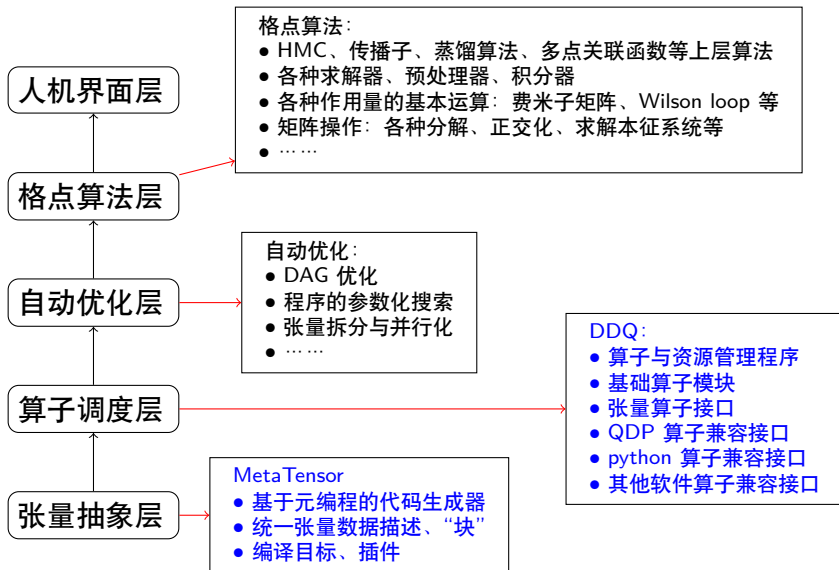 格点算法：
● HMC、传播子、蒸馏算法、多点关联函数等上层算法
● 各种求解器、预处理器、积分器
● 各种作用量的基本运算：费米子矩阵、Wilson loop 等
● 矩阵操作：各种分解、正交化、求解本征系统等
● ……
人机界面层
格点算法层
自动优化层
自动优化：
● DAG 优化
● 程序的参数化搜索
● 张量拆分与并行化
● ……
算子调度层
DDQ：
● 算子与资源管理程序
● 基础算子模块
● 张量算子接口
● QDP 算子兼容接口
● python 算子兼容接口
● 其他软件算子兼容接口
张量抽象层
MetaTensor
● 基于元编程的代码生成器
● 统一张量数据描述、“块”
● 编译目标、插件